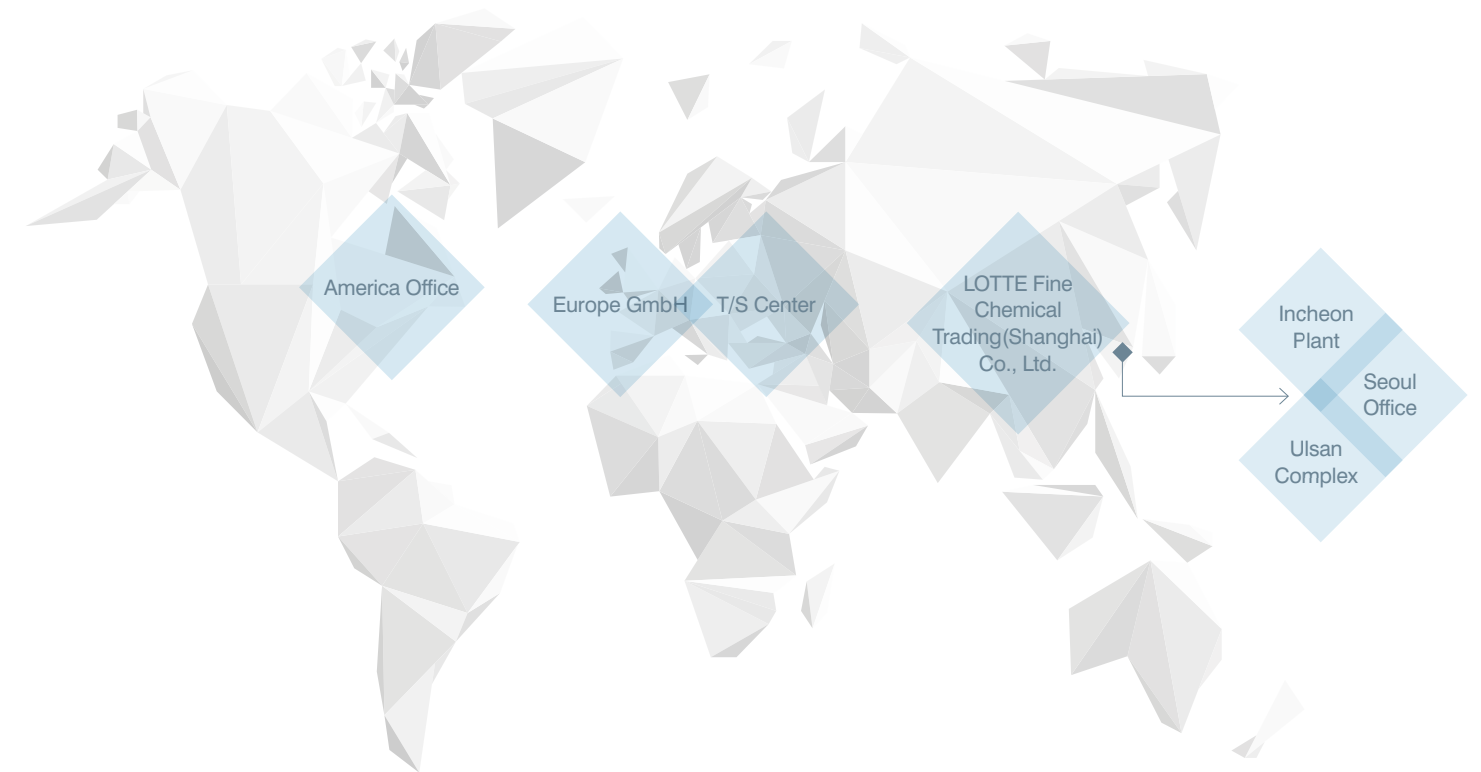 America Office
Europe GmbH
T/S Center
LOTTE Fine
Chemical
Trading(Shanghai)
Co., Ltd.
Incheon
Plant
Seoul
Office
Ulsan
Complex